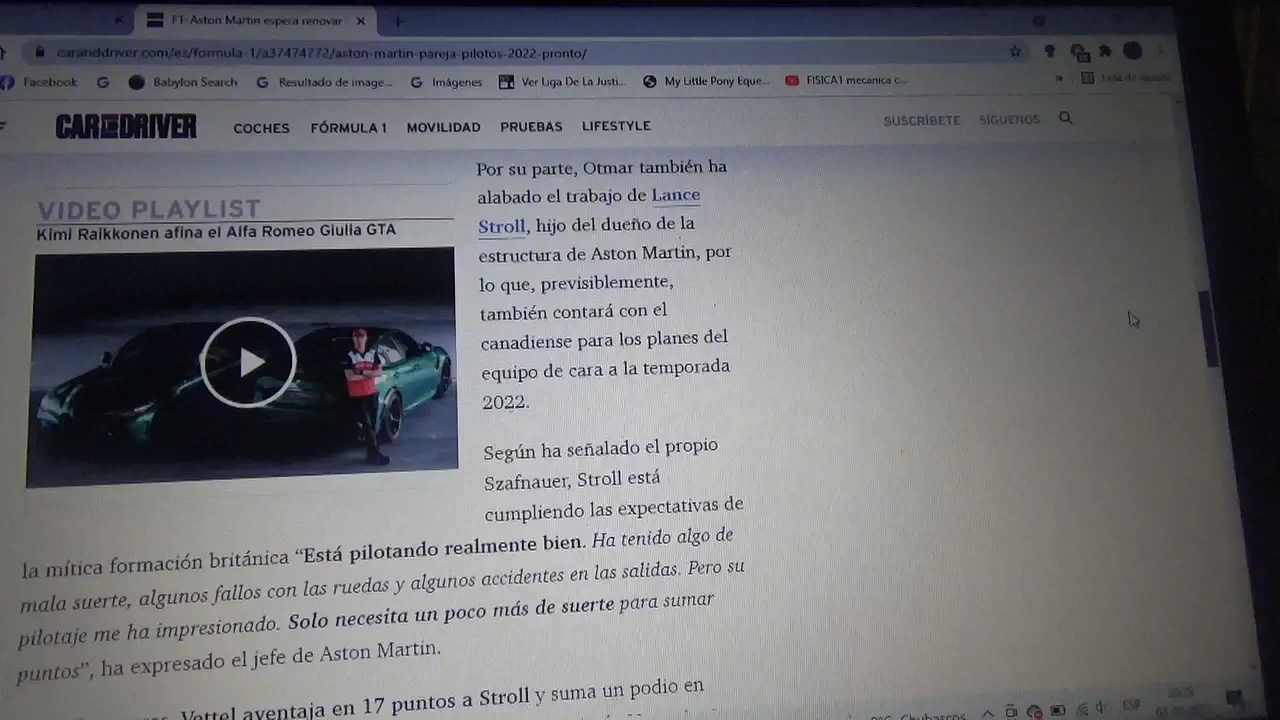 F1: Aston Martin espera renovar
caranddriver.com/es/formula-1/a37474772/aston-martin-pareja-pilotos-2022-pronto/
Facebook
Babylon Search
Resultado de image...
Imágenes
Ver Liga De La Justi...
My Little Pony Eque...
FISICA1 mecanica c...
CAR AND DRIVER
COCHES
FÓRMULA 1
MOVILIDAD
PRUEBAS
LIFESTYLE
SUSCRÍBETE
SÍGUENOS
VIDEO PLAYLIST
Kimi Raikkonen afina el Alfa Romeo Giulia GTA
Por su parte, Otmar también ha
alabado el trabajo de Lance
Stroll, hijo del dueño de la
estructura de Aston Martin, por
lo que, previsiblemente,
también contará con el
canadiense para los planes del
equipo de cara a la temporada
2022.
Según ha señalado el propio
Szafnauer, Stroll está
cumpliendo las expectativas de
la mítica formación británica “Está pilotando realmente bien. Ha tenido algo de
mala suerte, algunos fallos con las ruedas y algunos accidentes en las salidas. Pero su
pilotaje me ha impresionado. Solo necesita un poco más de suerte para sumar
puntos”, ha expresado el jefe de Aston Martin.
Vettel aventaja en 17 puntos a Stroll y suma un podio en
Chubascos
ESP